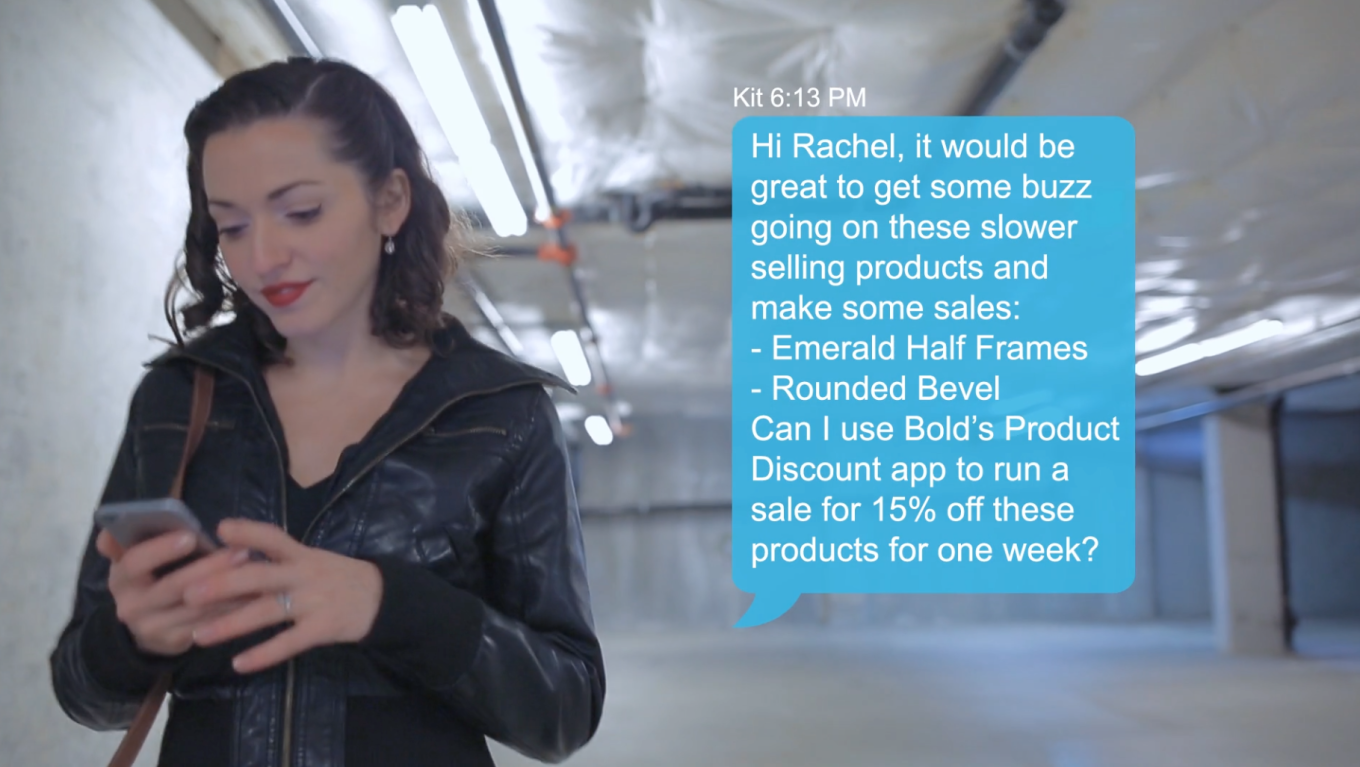 Kit 6:13 PM
Hi Rachel, it would be
great to get some buzz
going on these slower
selling products and
make some sales:
- Emerald Half Frames
- Rounded Bevel
Can I use Bold’s Product
Discount app to run a
sale for 15% off these
products for one week?